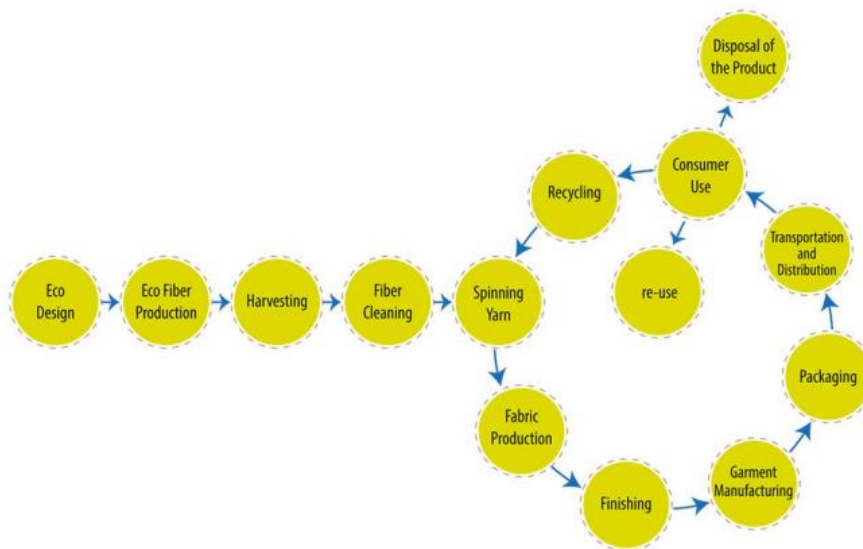 Eco
Design
Eco Fiber
Production
Harvesting
Fiber
Cleaning
Spinning
Yarn
Fabric
Production
Finishing
Garment
Manufacturing
Packaging
Transportation
and
Distribution
Consumer
Use
Disposal of
the Product
Recycling
re-use